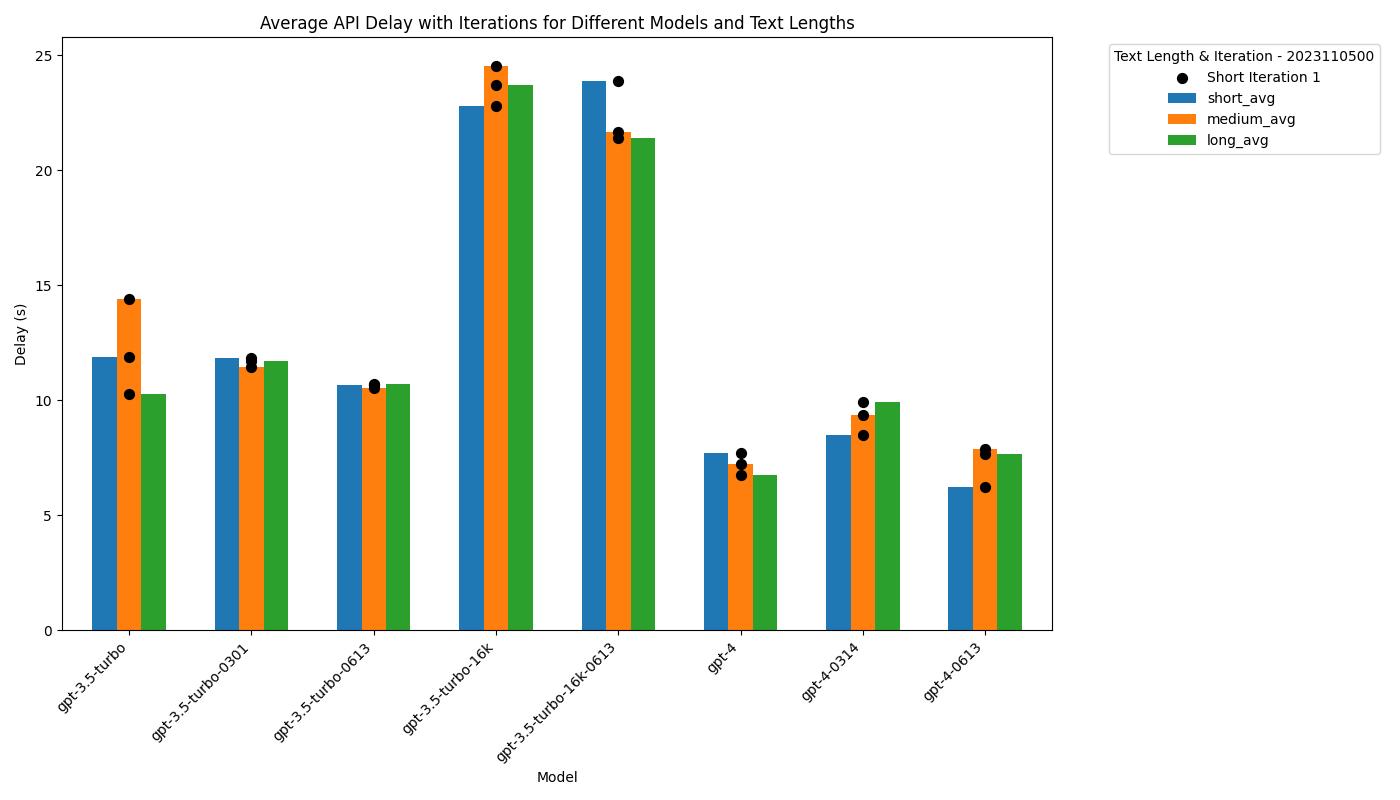 Average API Delay with Iterations for Different Models and Text Lengths
Text Length & Iteration - 2023110500
Short Iteration 1
short_avg
medium_avg
long_avg
Delay (s)
25
20
15
10
5
0
gpt-3.5-turbo
gpt-3.5-turbo-0301
gpt-3.5-turbo-0613
gpt-3.5-turbo-16k
gpt-3.5-turbo-16k-0613
gpt-4
gpt-4-0314
gpt-4-0613
Model